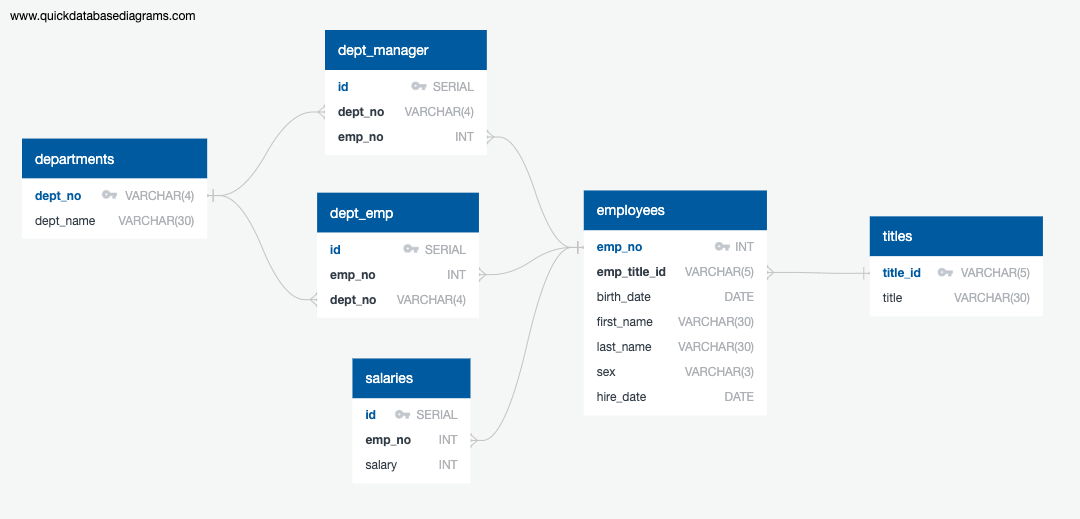 www.quickdatabasediagrams.com
dept_manager
id SERIAL
dept_no VARCHAR(4)
emp_no INT
departments
dept_no VARCHAR(4)
dept_name VARCHAR(30)
dept_emp
id SERIAL
emp_no INT
dept_no VARCHAR(4)
salaries
id SERIAL
emp_no INT
salary INT
employees
emp_no INT
emp_title_id VARCHAR(5)
birth_date DATE
first_name VARCHAR(30)
last_name VARCHAR(30)
sex VARCHAR(3)
hire_date DATE
titles
title_id VARCHAR(5)
title VARCHAR(30)